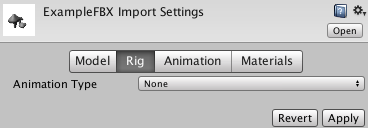 ExampleFBX Import Settings
Open
Model Rig Animation Materials
Animation Type None
Revert Apply